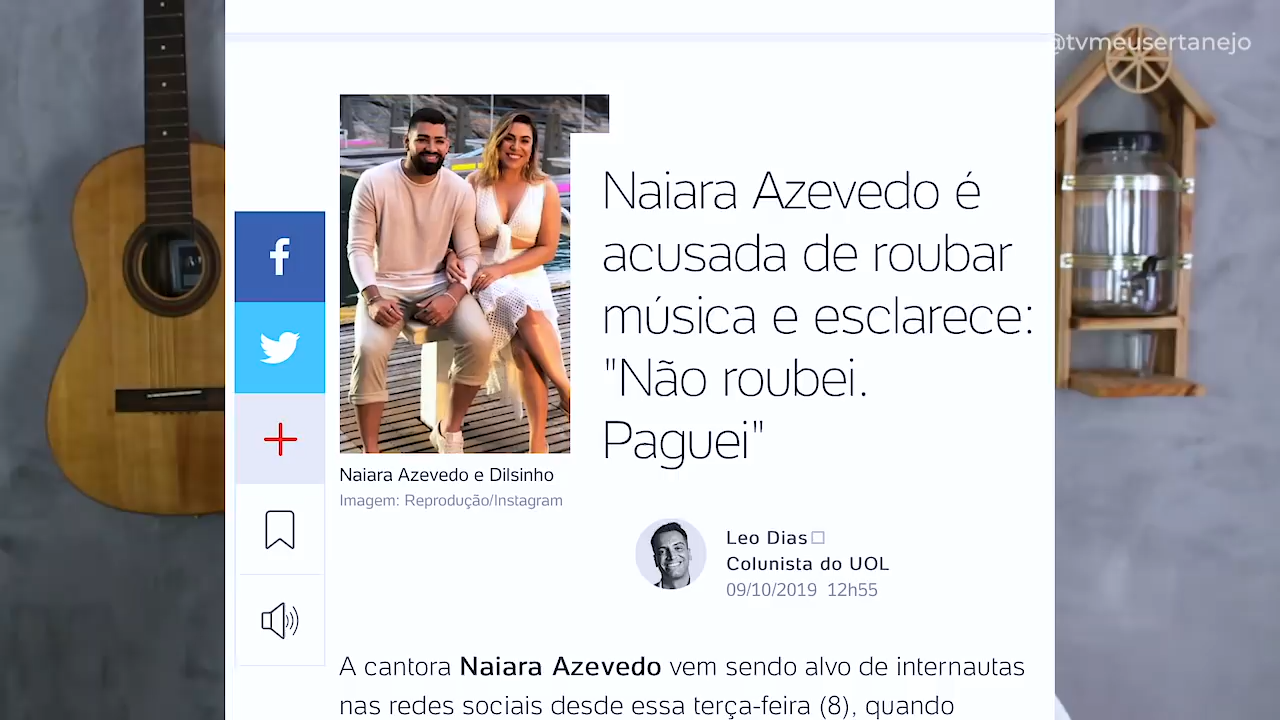 @tvmeusertanejo
Naiara Azevedo é
acusada de roubar
música e esclarece:
"Não roubei.
Paguei"
Naiara Azevedo e Dilsinho
Imagem: Reprodução/Instagram
Leo Dias
Colunista do UOL
09/10/2019 12h55
A cantora Naiara Azevedo vem sendo alvo de internautas
nas redes sociais desde essa terça-feira (8), quando